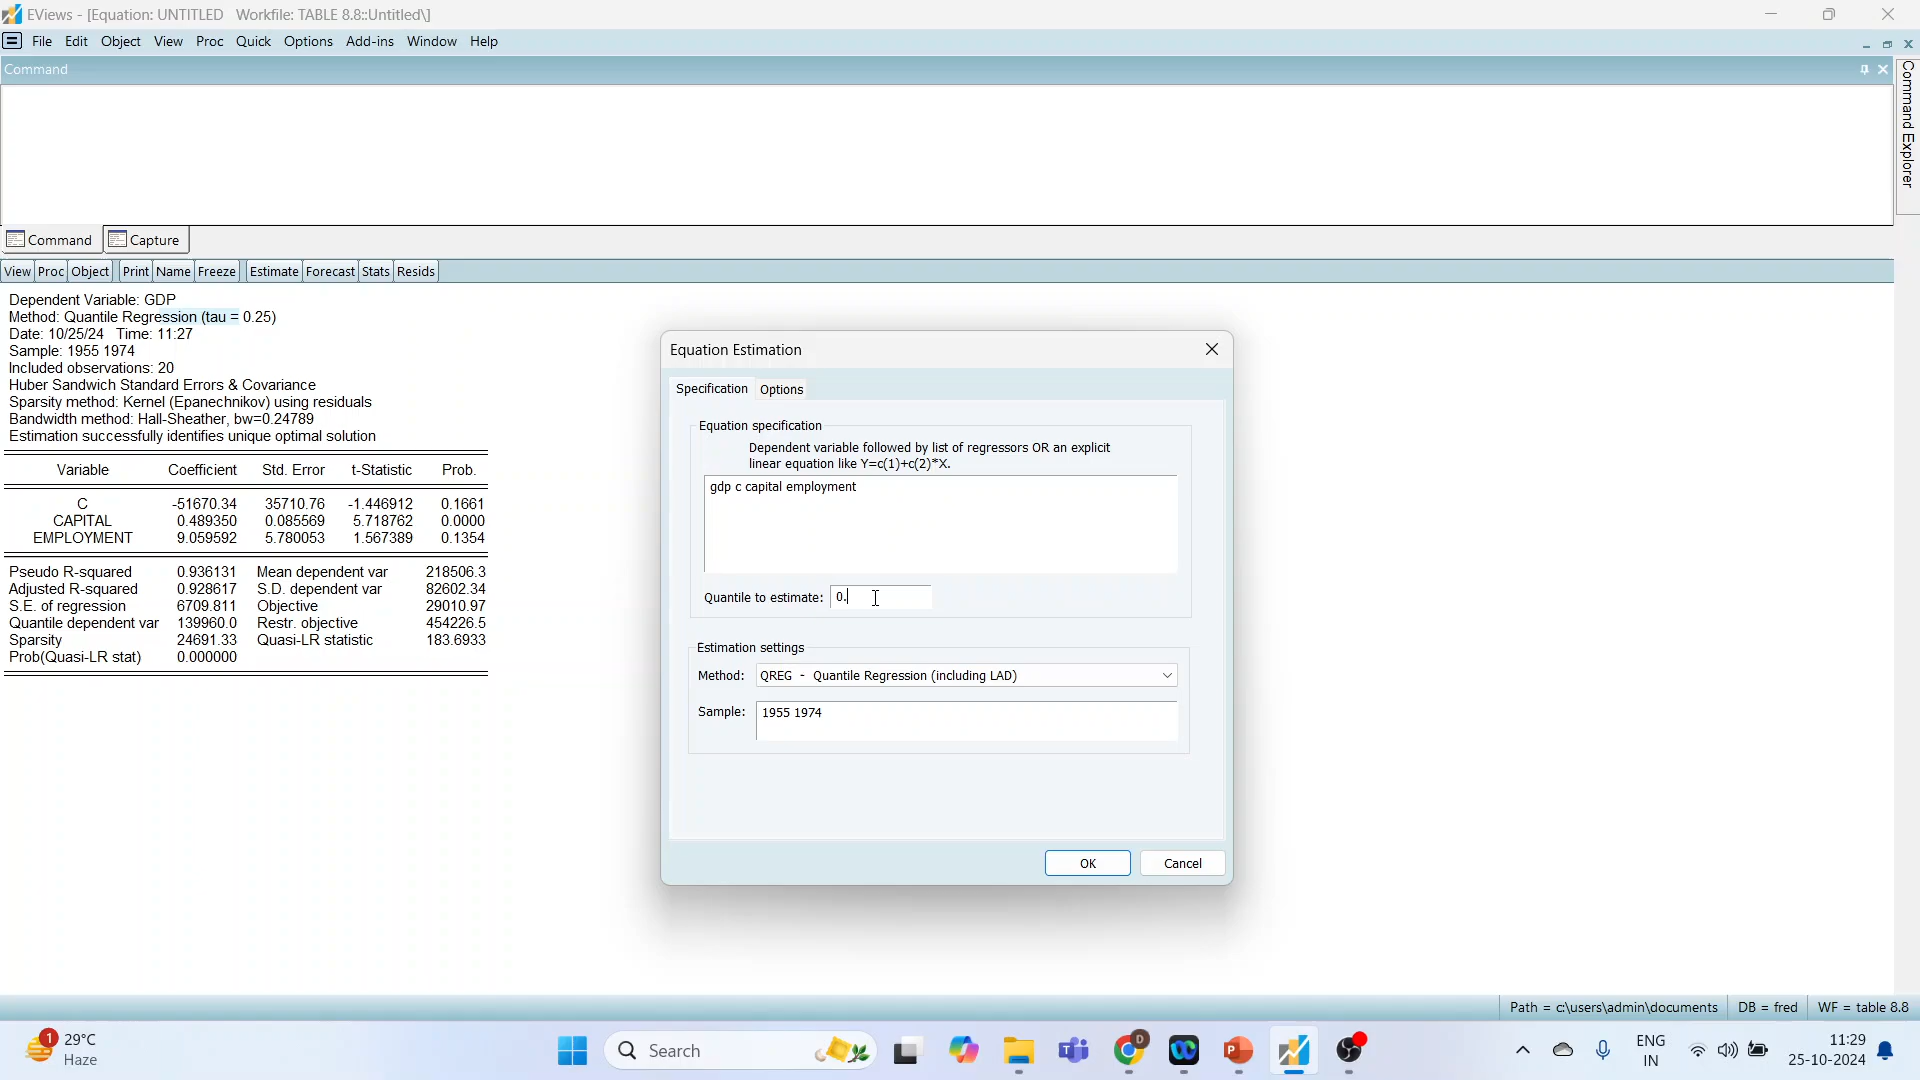 EViews - [Equation: UNTITLED   Workfile: TABLE 8.8::Untitled\]
File Edit Object View Proc Quick Options Add-ins Window Help
Command
Command Explorer
Command Capture
View Proc Object Print Name Freeze Estimate Forecast Stats Resids
Dependent Variable: GDP
Method: Quantile Regression (tau = 0.25)
Date: 10/25/24   Time: 11:27
Sample: 1955 1974
Included observations: 20
Huber Sandwich Standard Errors & Covariance
Sparsity method: Kernel (Epanechnikov) using residuals
Bandwidth method: Hall-Sheather, bw=0.24789
Estimation successfully identifies unique optimal solution
Variable Coefficient Std. Error t-Statistic Prob.
C -51670.34 35710.76 -1.446912 0.1661
CAPITAL 0.489350 0.085569 5.718762 0.0000
EMPLOYMENT 9.059592 5.780053 1.567389 0.1354
Pseudo R-squared 0.936131 Mean dependent var 218506.3
Adjusted R-squared 0.928617 S.D. dependent var 82602.34
S.E. of regression 6709.811 Objective 29010.97
Quantile dependent var 139960.0 Restr. objective 454226.5
Sparsity 24691.33 Quasi-LR statistic 183.6933
Prob(Quasi-LR stat) 0.000000
Equation Estimation
Specification Options
Equation specification
Dependent variable followed by list of regressors OR an explicit
linear equation like Y=c(1)+c(2)*X.
gdp c capital employment
Quantile to estimate: 0.
Estimation settings
Method: QREG - Quantile Regression (including LAD)
Sample: 1955 1974
OK Cancel
Path = c:\users\admin\documents DB = fred WF = table 8.8
1 29°C
Haze
Search
D
ENG
IN
11:29
25-10-2024